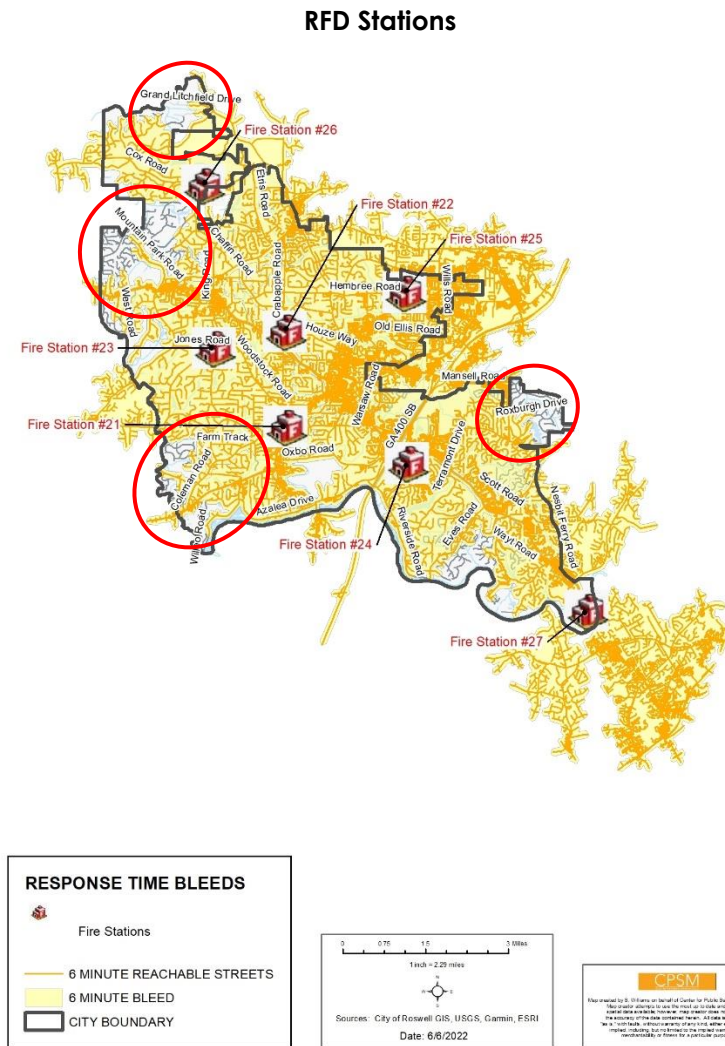 RFD Stations
Grand Litchfield Drive
Fire Station #26
Cox Road
Etris Road
Fire Station #22
Mountain Park Road
Chaffin Road
Fire Station #25
King Road
Crabapple Road
Hembree Road
Willis Road
West Road
Houze Way
Old Ellis Road
Jones Road
Fire Station #23
Woodstock Road
Mansell Road
Warsaw Road
Roxburgh Drive
GA 400 SB
Fire Station #21
Farm Track
Oxbo Road
Terramont Drive
Coleman Road
Scott Road
Azalea Drive
Nesbit Ferry Road
Riverside Road
Eves Road
Wayt Road
Fire Station #24
Fire Station #27
RESPONSE TIME BLEEDS
Fire Stations
6 MINUTE REACHABLE STREETS
6 MINUTE BLEED
CITY BOUNDARY
0 0.75 1.5 3 Miles
1 inch = 2.29 miles
Sources: City of Roswell GIS, USGS, Garmin, ESRI
Date: 6/6/2022
CPSM